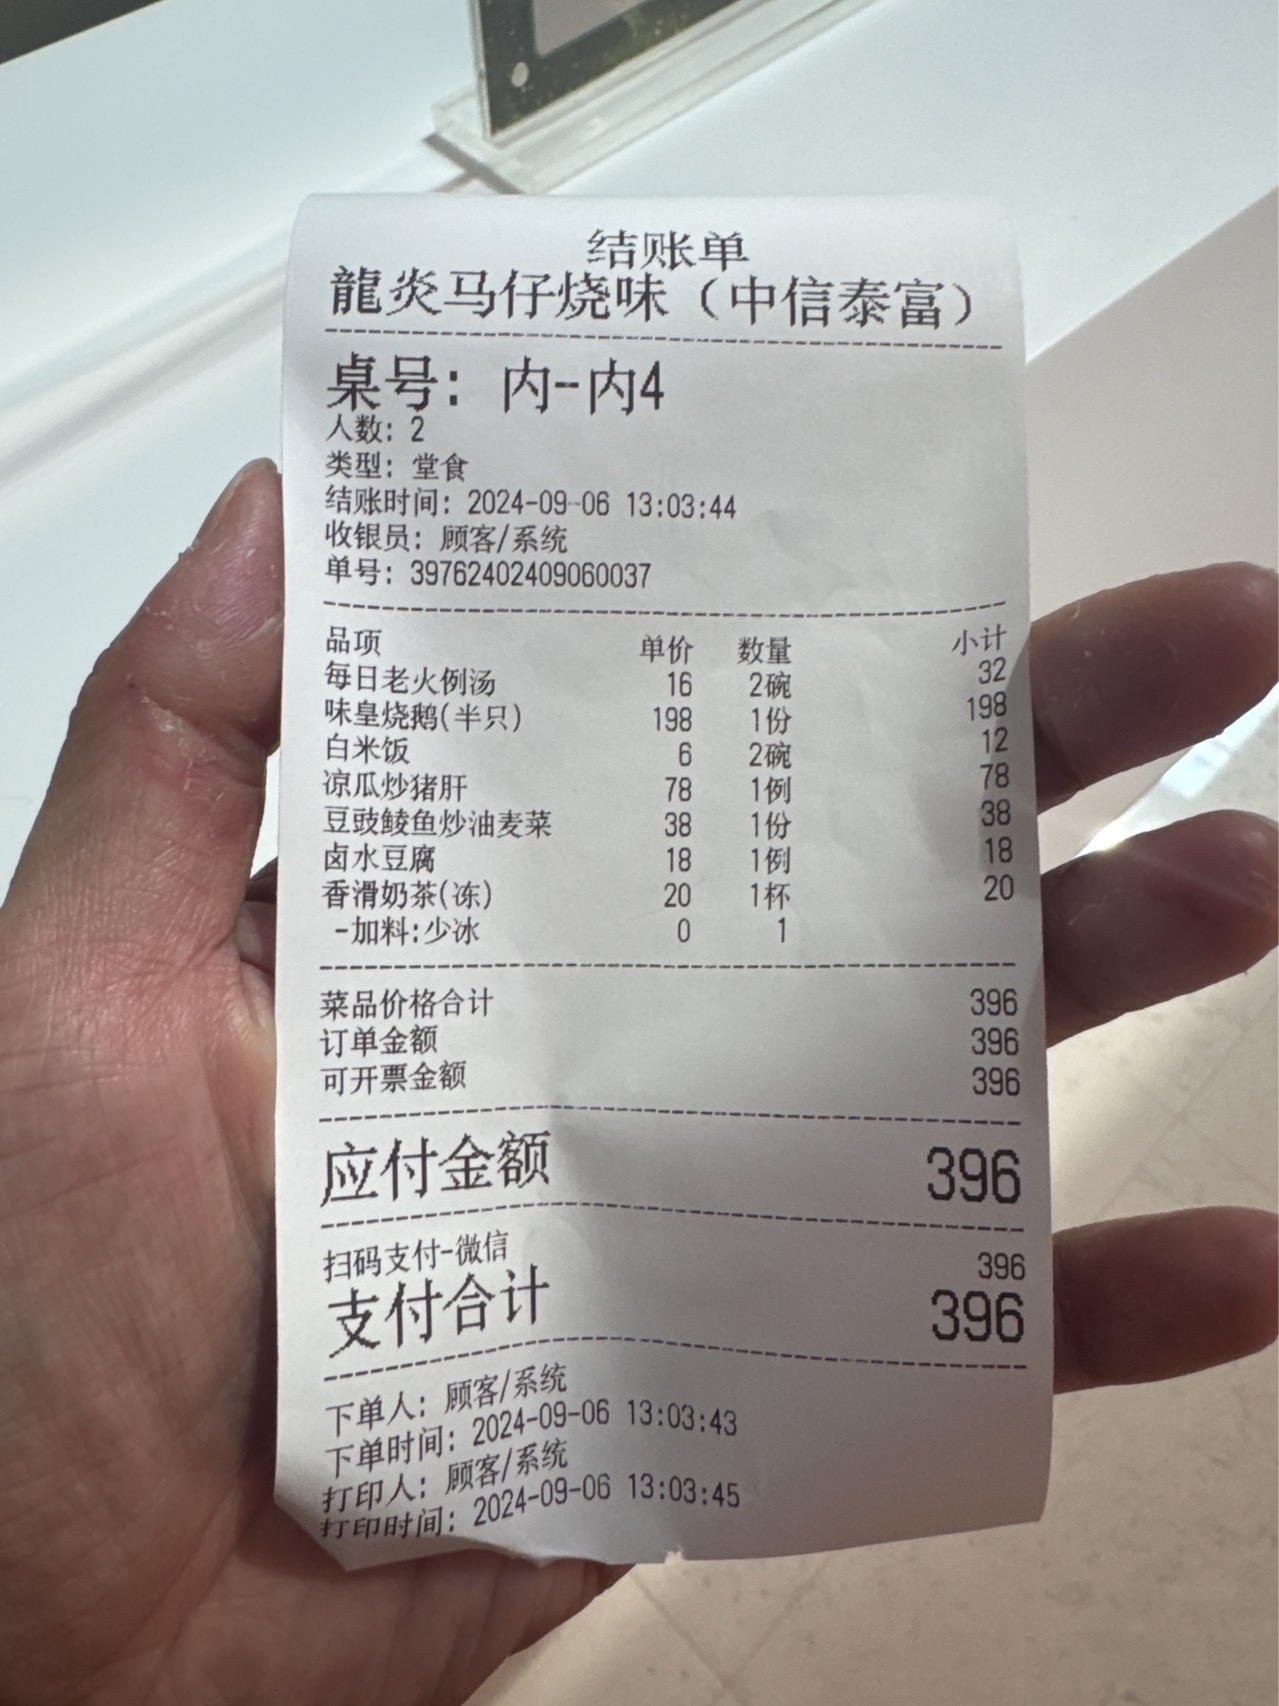 结账单
龍炎马仔烧味（中信泰富）
桌号：内-内4
人数：2
类型：堂食
结账时间：2024-09-06 13:03:44
收银员：顾客/系统
单号：39762402409060037
品项 单价 数量 小计
每日老火例汤 16 2碗 32
味皇烧鹅(半只) 198 1份 198
白米饭 6 2碗 12
凉瓜炒猪肝 78 1例 78
豆豉鲮鱼炒油麦菜 38 1份 38
卤水豆腐 18 1例 18
香滑奶茶(冻) 20 1杯 20
-加料:少冰 0 1
菜品价格合计 396
订单金额 396
可开票金额 396
应付金额 396
扫码支付-微信 396
支付合计 396
下单人：顾客/系统
下单时间：2024-09-06 13:03:43
打印人：顾客/系统
打印时间：2024-09-06 13:03:45